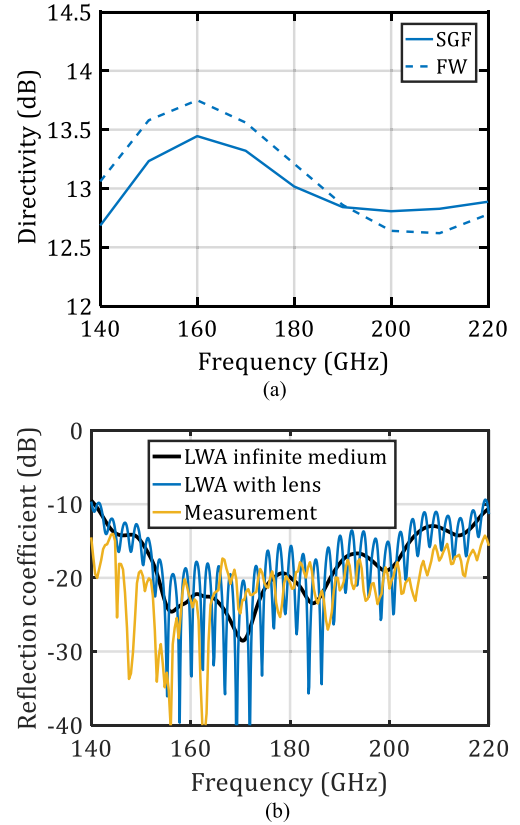 14.5
14
13.5
13
12.5
12
Directivity (dB)
SGF
FW
140 160 180 200 220
Frequency (GHz)
(a)
0
-10
-20
-30
-40
Reflection coefficient (dB)
LWA infinite medium
LWA with lens
Measurement
140 160 180 200 220
Frequency (GHz)
(b)